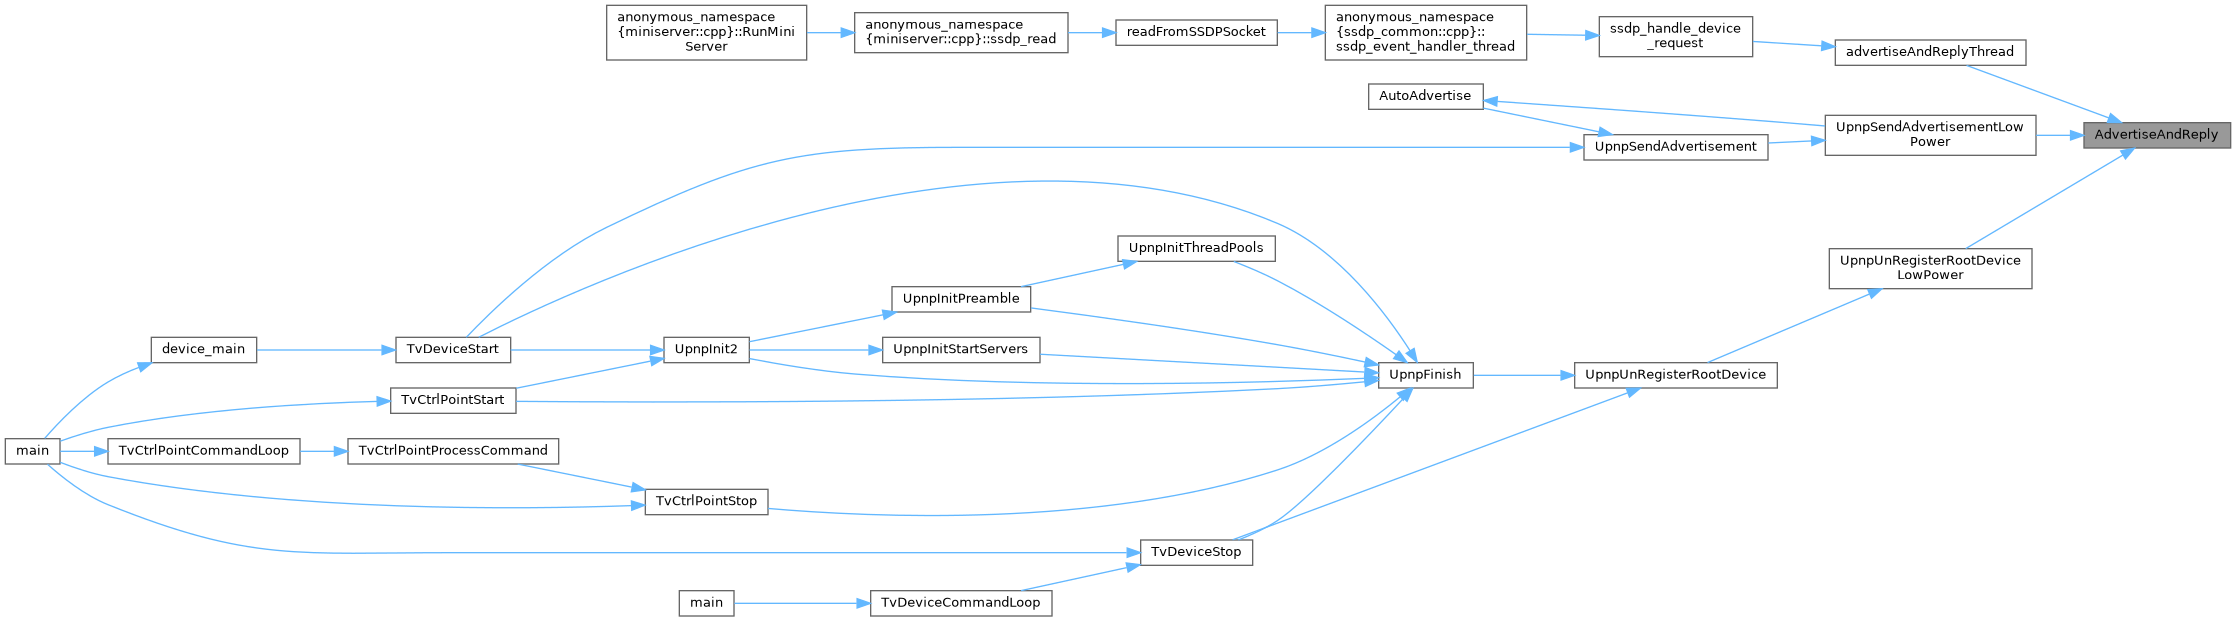 anonymous_namespace
{miniserver::cpp}::RunMini
Server
anonymous_namespace
{miniserver::cpp}::ssdp_read
readFromSSDPSocket
anonymous_namespace
{ssdp_common::cpp}::
ssdp_event_handler_thread
ssdp_handle_device
_request
advertiseAndReplyThread
AutoAdvertise
UpnpSendAdvertisement
UpnpSendAdvertisementLow
Power
AdvertiseAndReply
UpnpInitThreadPools
UpnpUnRegisterRootDevice
LowPower
UpnpInitPreamble
device_main
TvDeviceStart
UpnpInit2
UpnpInitStartServers
UpnpFinish
UpnpUnRegisterRootDevice
TvCtrlPointStart
main
TvCtrlPointCommandLoop
TvCtrlPointProcessCommand
TvCtrlPointStop
TvDeviceStop
main
TvDeviceCommandLoop